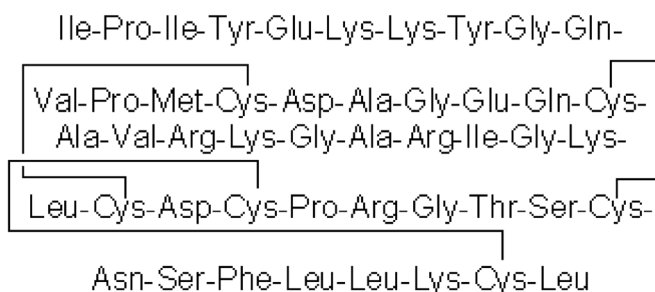 Ile-Pro-Ile-Tyr-Glu-Lys-Lys-Tyr-Gly-Gln-
Val-Pro-Met-Cys-Asp-Ala-Gly-Glu-Gln-Cys-
Ala-Val-Arg-Lys-Gly-Ala-Arg-Ile-Gly-Lys-
Leu-Cys-Asp-Cys-Pro-Arg-Gly-Thr-Ser-Cys-
Asn-Ser-Phe-Leu-Leu-Lys-Cys-Leu